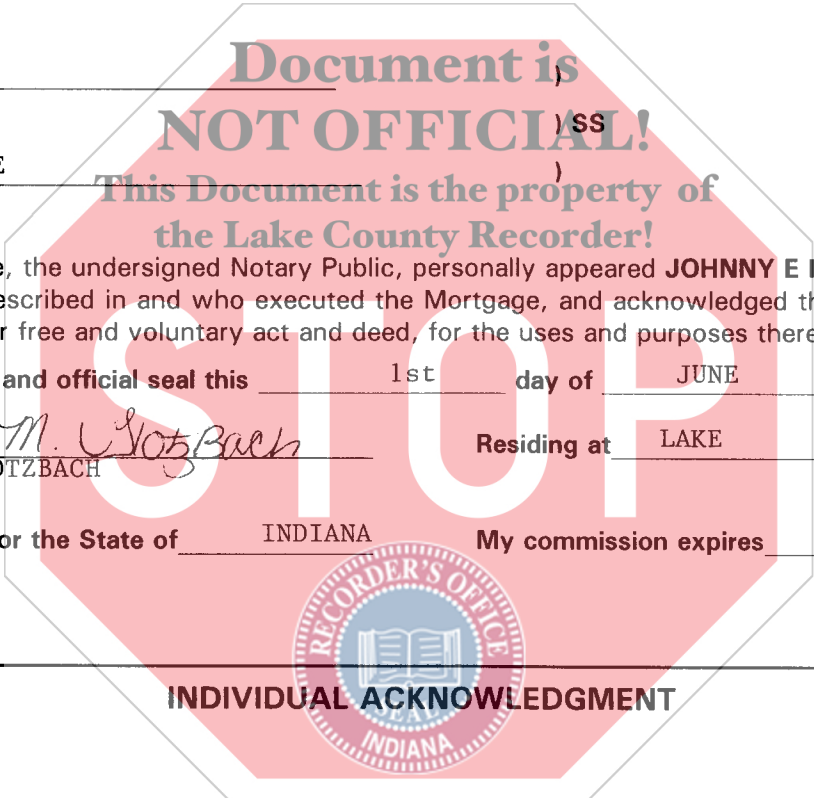 Document is
)
NOT OFFICIAL!
) SS
)
This Document is the property of
the Lake County Recorder!
, the undersigned Notary Public, personally appeared JOHNNY E
escribed in and who executed the Mortgage, and acknowledged th
r free and voluntary act and deed, for the uses and purposes there
STOP
and official seal this 1st day of JUNE
M. Gotzbach
OTZBACH
Residing at LAKE
or the State of INDIANA My commission expires
RECORDER'S OFFICE
SEAL
INDIANA
INDIVIDUAL ACKNOWLEDGMENT